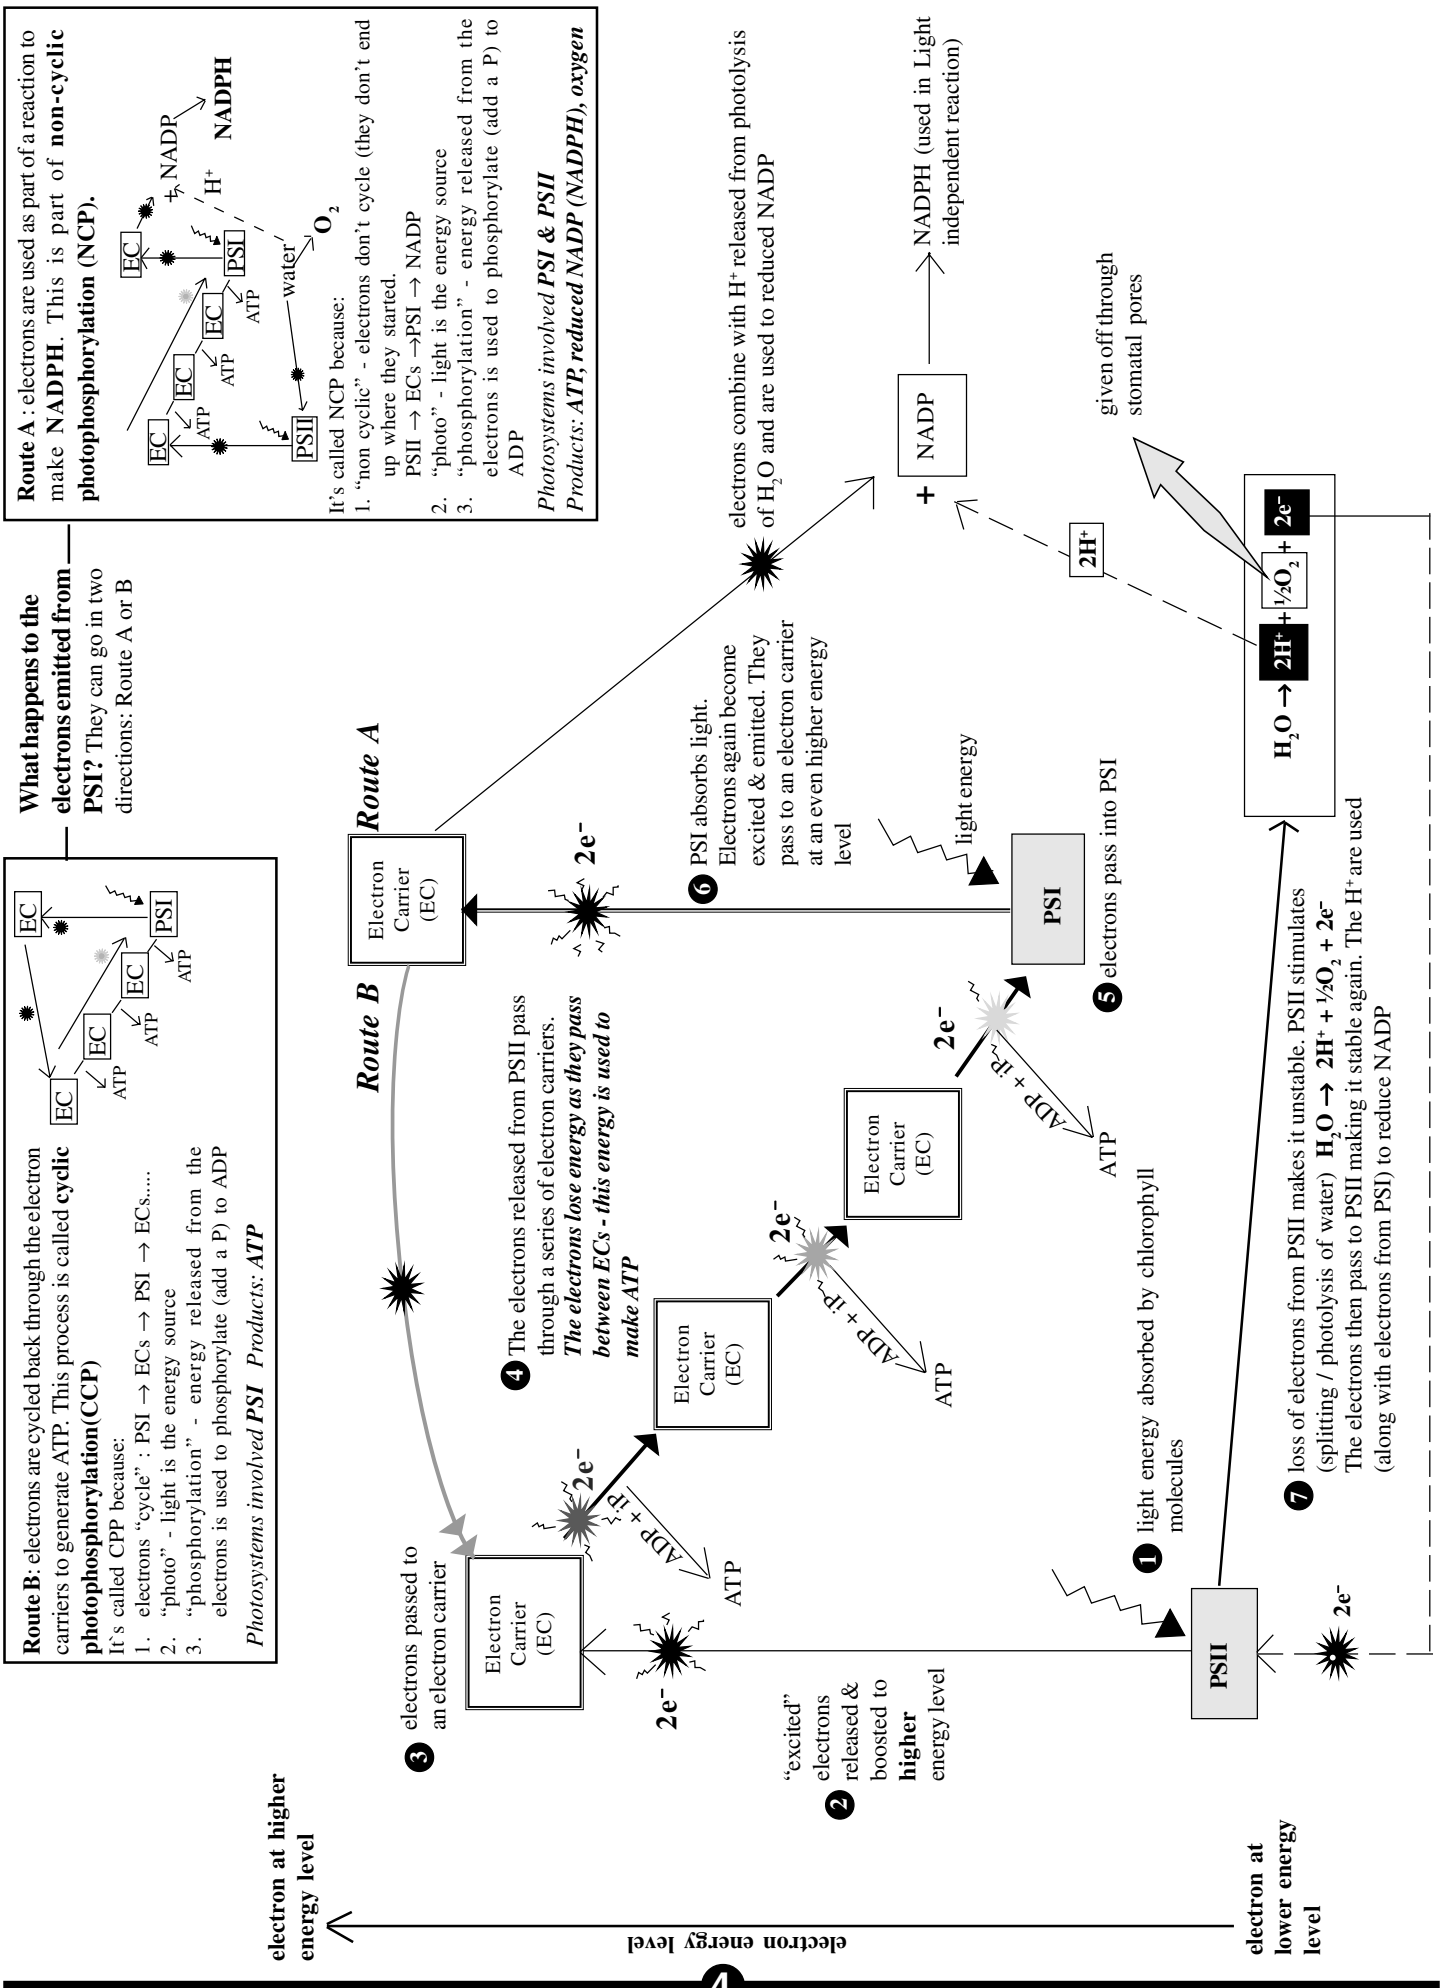 Route B: electrons are cycled back through the electron
carriers to generate ATP. This process is called cyclic
photophosphorylation(CCP)
It`s called CPP because:
1. electrons “cycle” : PSI → ECs → PSI → ECs.....
2. “photo” - light is the energy source
3. “phosphorylation” - energy released from the
electrons is used to phosphorylate (add a P) to ADP
Photosystems involved PSI Products: ATP
EC
EC
EC
EC
PSI
ATP
ATP
ATP
What happens to the
electrons emitted from
PSI? They can go in two
directions: Route A or B
Route A : electrons are used as part of a reaction to
make NADPH. This is part of non-cyclic
photophosphorylation (NCP).
EC
EC
EC
EC
PSI
PSII
ATP
ATP
ATP
water
O2
+ NADP
H+
NADPH
It's called NCP because:
1. “non cyclic” - electrons don’t cycle (they don’t end
up where they started.
PSII → ECs →PSI → NADP
2. “photo” - light is the energy source
3. “phosphorylation” - energy released from the
electrons is used to phosphorylate (add a P) to
ADP
Photosystems involved PSI & PSII
Products: ATP, reduced NADP (NADPH), oxygen
electron at higher
energy level
electron energy level
electron at
lower energy
level
Route B
Route A
3 electrons passed to
an electron carrier
Electron
Carrier
(EC)
2e–
2 “excited”
electrons
released &
boosted to
higher
energy level
PSII
1 light energy absorbed by chlorophyll
molecules
2e–
4 The electrons released from PSII pass
through a series of electron carriers.
The electrons lose energy as they pass
between ECs - this energy is used to
make ATP
2e–
ADP + iP
ATP
Electron
Carrier
(EC)
2e–
ADP + iP
ATP
Electron
Carrier
(EC)
2e–
ADP + iP
ATP
5 electrons pass into PSI
PSI
light energy
6 PSI absorbs light.
Electrons again become
excited & emitted. They
pass to an electron carrier
at an even higher energy
level
2e–
Electron
Carrier
(EC)
electrons combine with H+ released from photolysis
of H2O and are used to reduced NADP
+
NADP
NADPH (used in Light
independent reaction)
2H+
given off through
stomatal pores
H2O → 2H+ + ½O2 + 2e–
7 loss of electrons from PSII makes it unstable. PSII stimulates
(splitting / photolysis of water) H2O → 2H+ + ½O2 + 2e–
The electrons then pass to PSII making it stable again. The H+ are used
(along with electrons from PSI) to reduce NADP
4